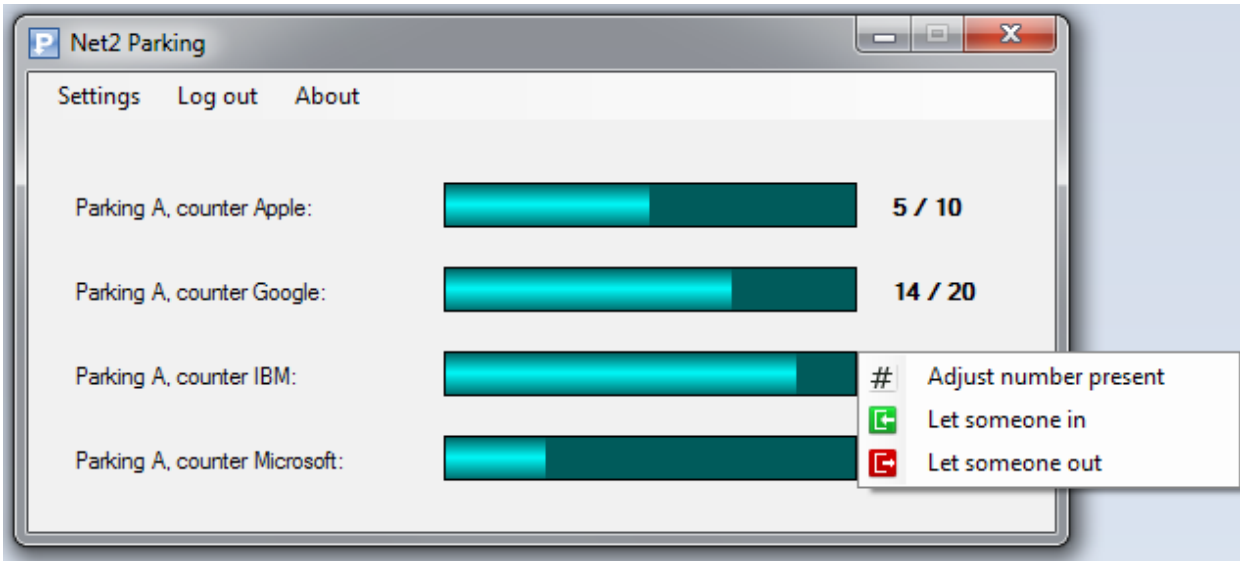 Net2 Parking
Settings Log out About
Parking A, counter Apple: 5 / 10
Parking A, counter Google: 14 / 20
Parking A, counter IBM:
# Adjust number present
Let someone in
Parking A, counter Microsoft:
Let someone out